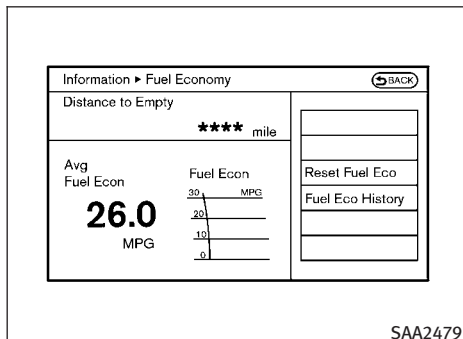 Information ▶ Fuel Economy
BACK
Distance to Empty
**** mile
Avg
Fuel Econ
26.0
MPG
Fuel Econ
30 MPG
20
10
0
Reset Fuel Eco
Fuel Eco History
SAA2479